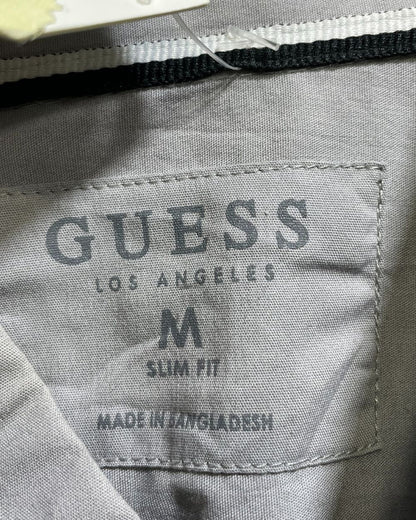 GUESS
LOS ANGELES
M
SLIM FIT
MADE IN BANGLADESH